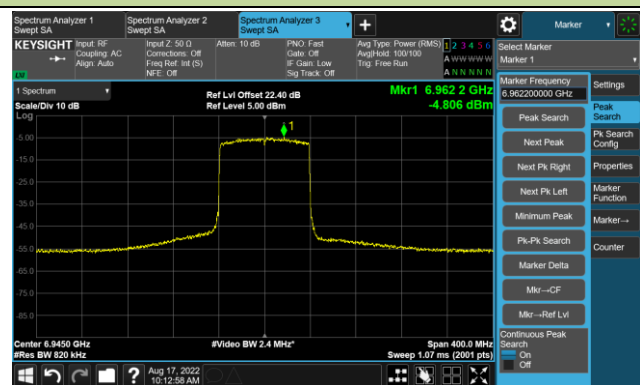 Spectrum Analyzer 1
Swept SA
Spectrum Analyzer 2
Swept SA
Spectrum Analyzer 3
Swept SA
Marker
KEYSIGHT
Input: RF
Coupling: AC
Align: Auto
Input Z: 50 Ω
Corrections: Off
Freq Ref: Int (S)
NFE: Off
Atten: 10 dB
PNO: Fast
Gate: Off
IF Gain: Low
Sig Track: Off
Avg Type: Power (RMS)
Avg|Hold: 100/100
Trig: Free Run
1 2 3 4 5 6
A W W W W W
A N N N N N
LW
Select Marker
Marker 1
1 Spectrum
Scale/Div 10 dB
Log
Ref Lvl Offset 22.40 dB
Ref Level 5.00 dBm
Mkr1 6.962 2 GHz
-4.806 dBm
1
-5.00
-15.0
-25.0
-35.0
-45.0
-55.0
-65.0
-75.0
-85.0
Center 6.9450 GHz
#Res BW 820 kHz
#Video BW 2.4 MHz*
Span 400.0 MHz
Sweep 1.07 ms (2001 pts)
Marker Frequency
6.962200000 GHz
Peak Search
Next Peak
Next Pk Right
Next Pk Left
Minimum Peak
Pk-Pk Search
Marker Delta
Mkr→CF
Mkr→Ref Lvl
Continuous Peak
Search
On
Off
Settings
Peak
Search
Pk Search
Config
Properties
Marker
Function
Marker→
Counter
Aug 17, 2022
10:12:58 AM